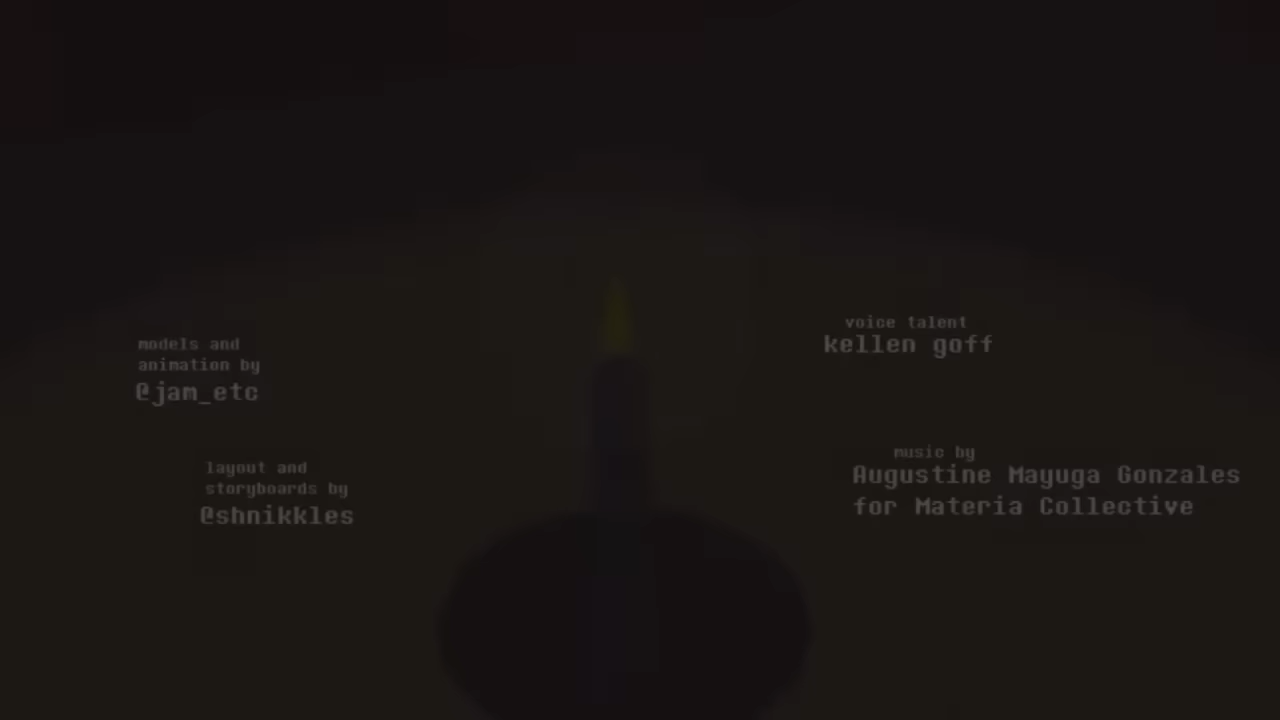 models and
animation by
@jam_etc
layout and
storyboards by
@shnikkles
voice talent
kellen goff
music by
Augustine Mayuga Gonzales
for Materia Collective